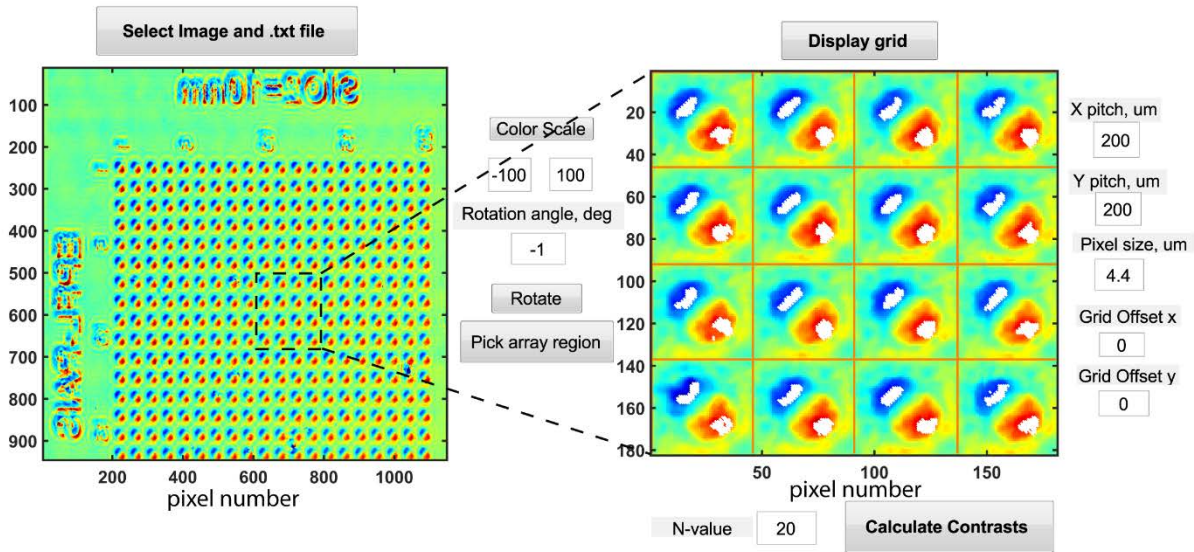 Select Image and .txt file
Display grid
SIO2=10mm
100
200
300
400
500
600
700
800
900
200
400
600
800
1000
pixel number
Color Scale
-100
100
Rotation angle, deg
-1
Rotate
Pick array region
20
40
60
80
100
120
140
160
180
50
100
150
pixel number
X pitch, um
200
Y pitch, um
200
Pixel size, um
4.4
Grid Offset x
0
Grid Offset y
0
N-value
20
Calculate Contrasts